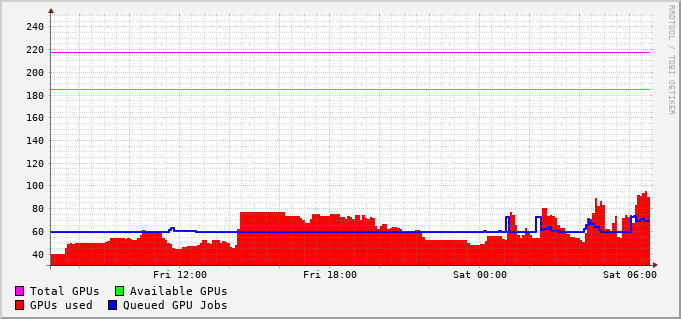 240
220
200
180
160
140
120
100
80
60
40
Fri 12:00 Fri 18:00 Sat 00:00 Sat 06:00
Total GPUs Available GPUs
GPUs used Queued GPU Jobs
RRDTOOL / TOBI OETIKER